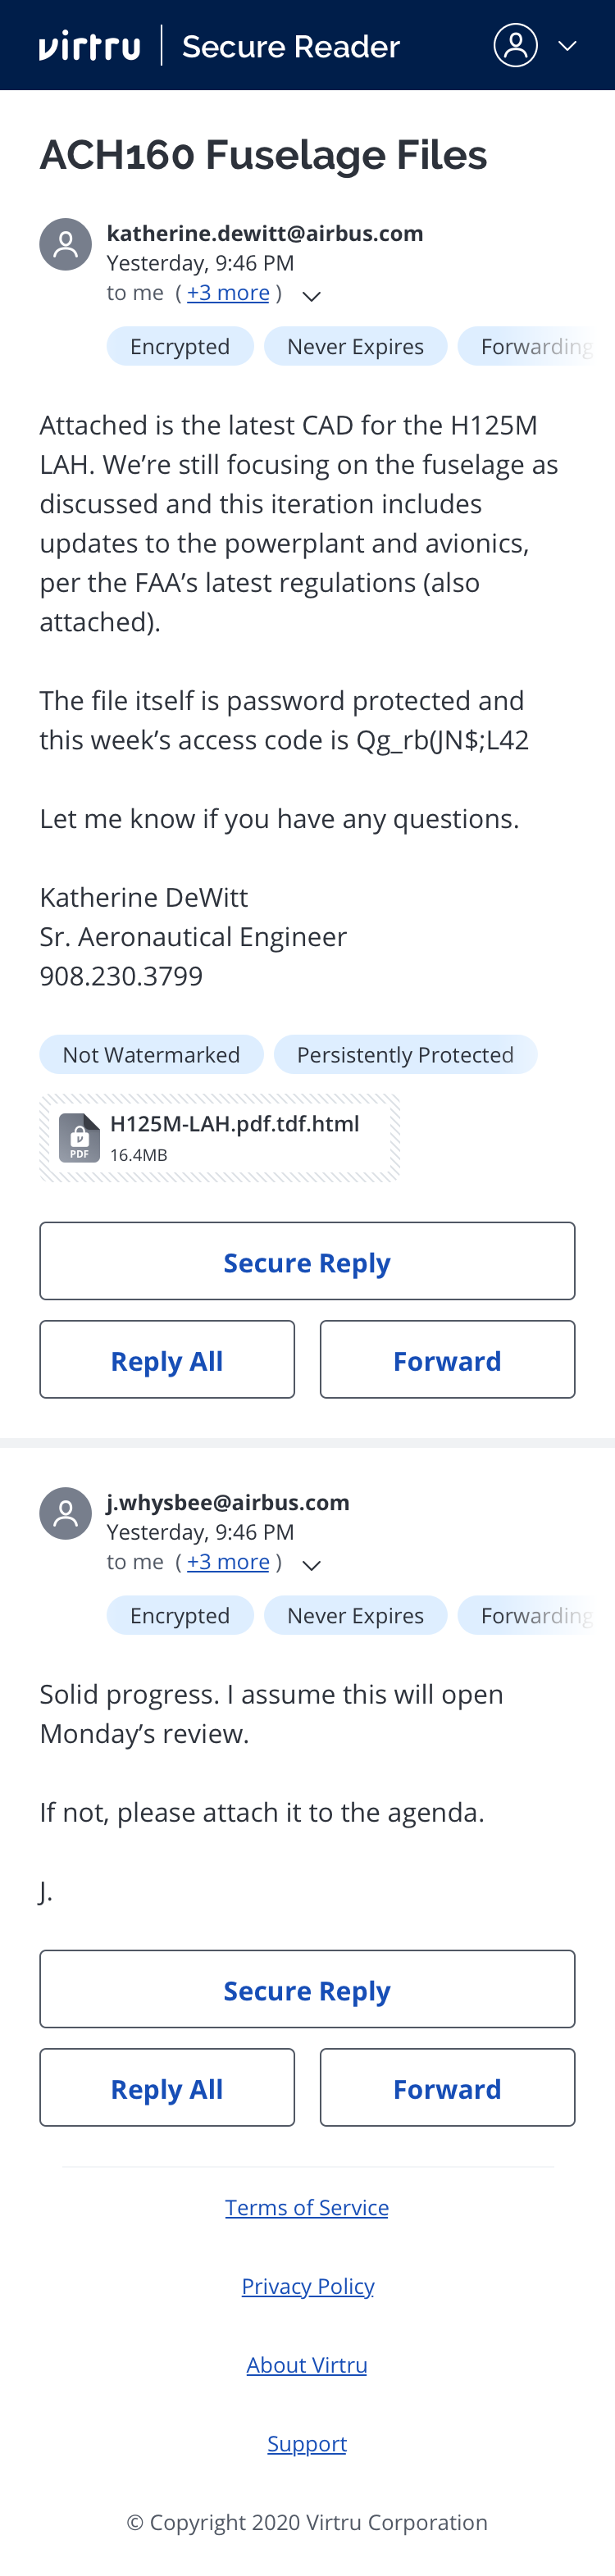 virtru | Secure Reader
ACH160 Fuselage Files
katherine.dewitt@airbus.com
Yesterday, 9:46 PM
to me ( +3 more )
Encrypted Never Expires Forwarding
Attached is the latest CAD for the H125M
LAH. We’re still focusing on the fuselage as
discussed and this iteration includes
updates to the powerplant and avionics,
per the FAA’s latest regulations (also
attached).
The file itself is password protected and
this week’s access code is Qg_rb(JN$;L42
Let me know if you have any questions.
Katherine DeWitt
Sr. Aeronautical Engineer
908.230.3799
Not Watermarked Persistently Protected
H125M-LAH.pdf.tdf.html
PDF 16.4MB
Secure Reply
Reply All Forward
j.whysbee@airbus.com
Yesterday, 9:46 PM
to me ( +3 more )
Encrypted Never Expires Forwarding
Solid progress. I assume this will open
Monday’s review.
If not, please attach it to the agenda.
J.
Secure Reply
Reply All Forward
Terms of Service
Privacy Policy
About Virtru
Support
© Copyright 2020 Virtru Corporation